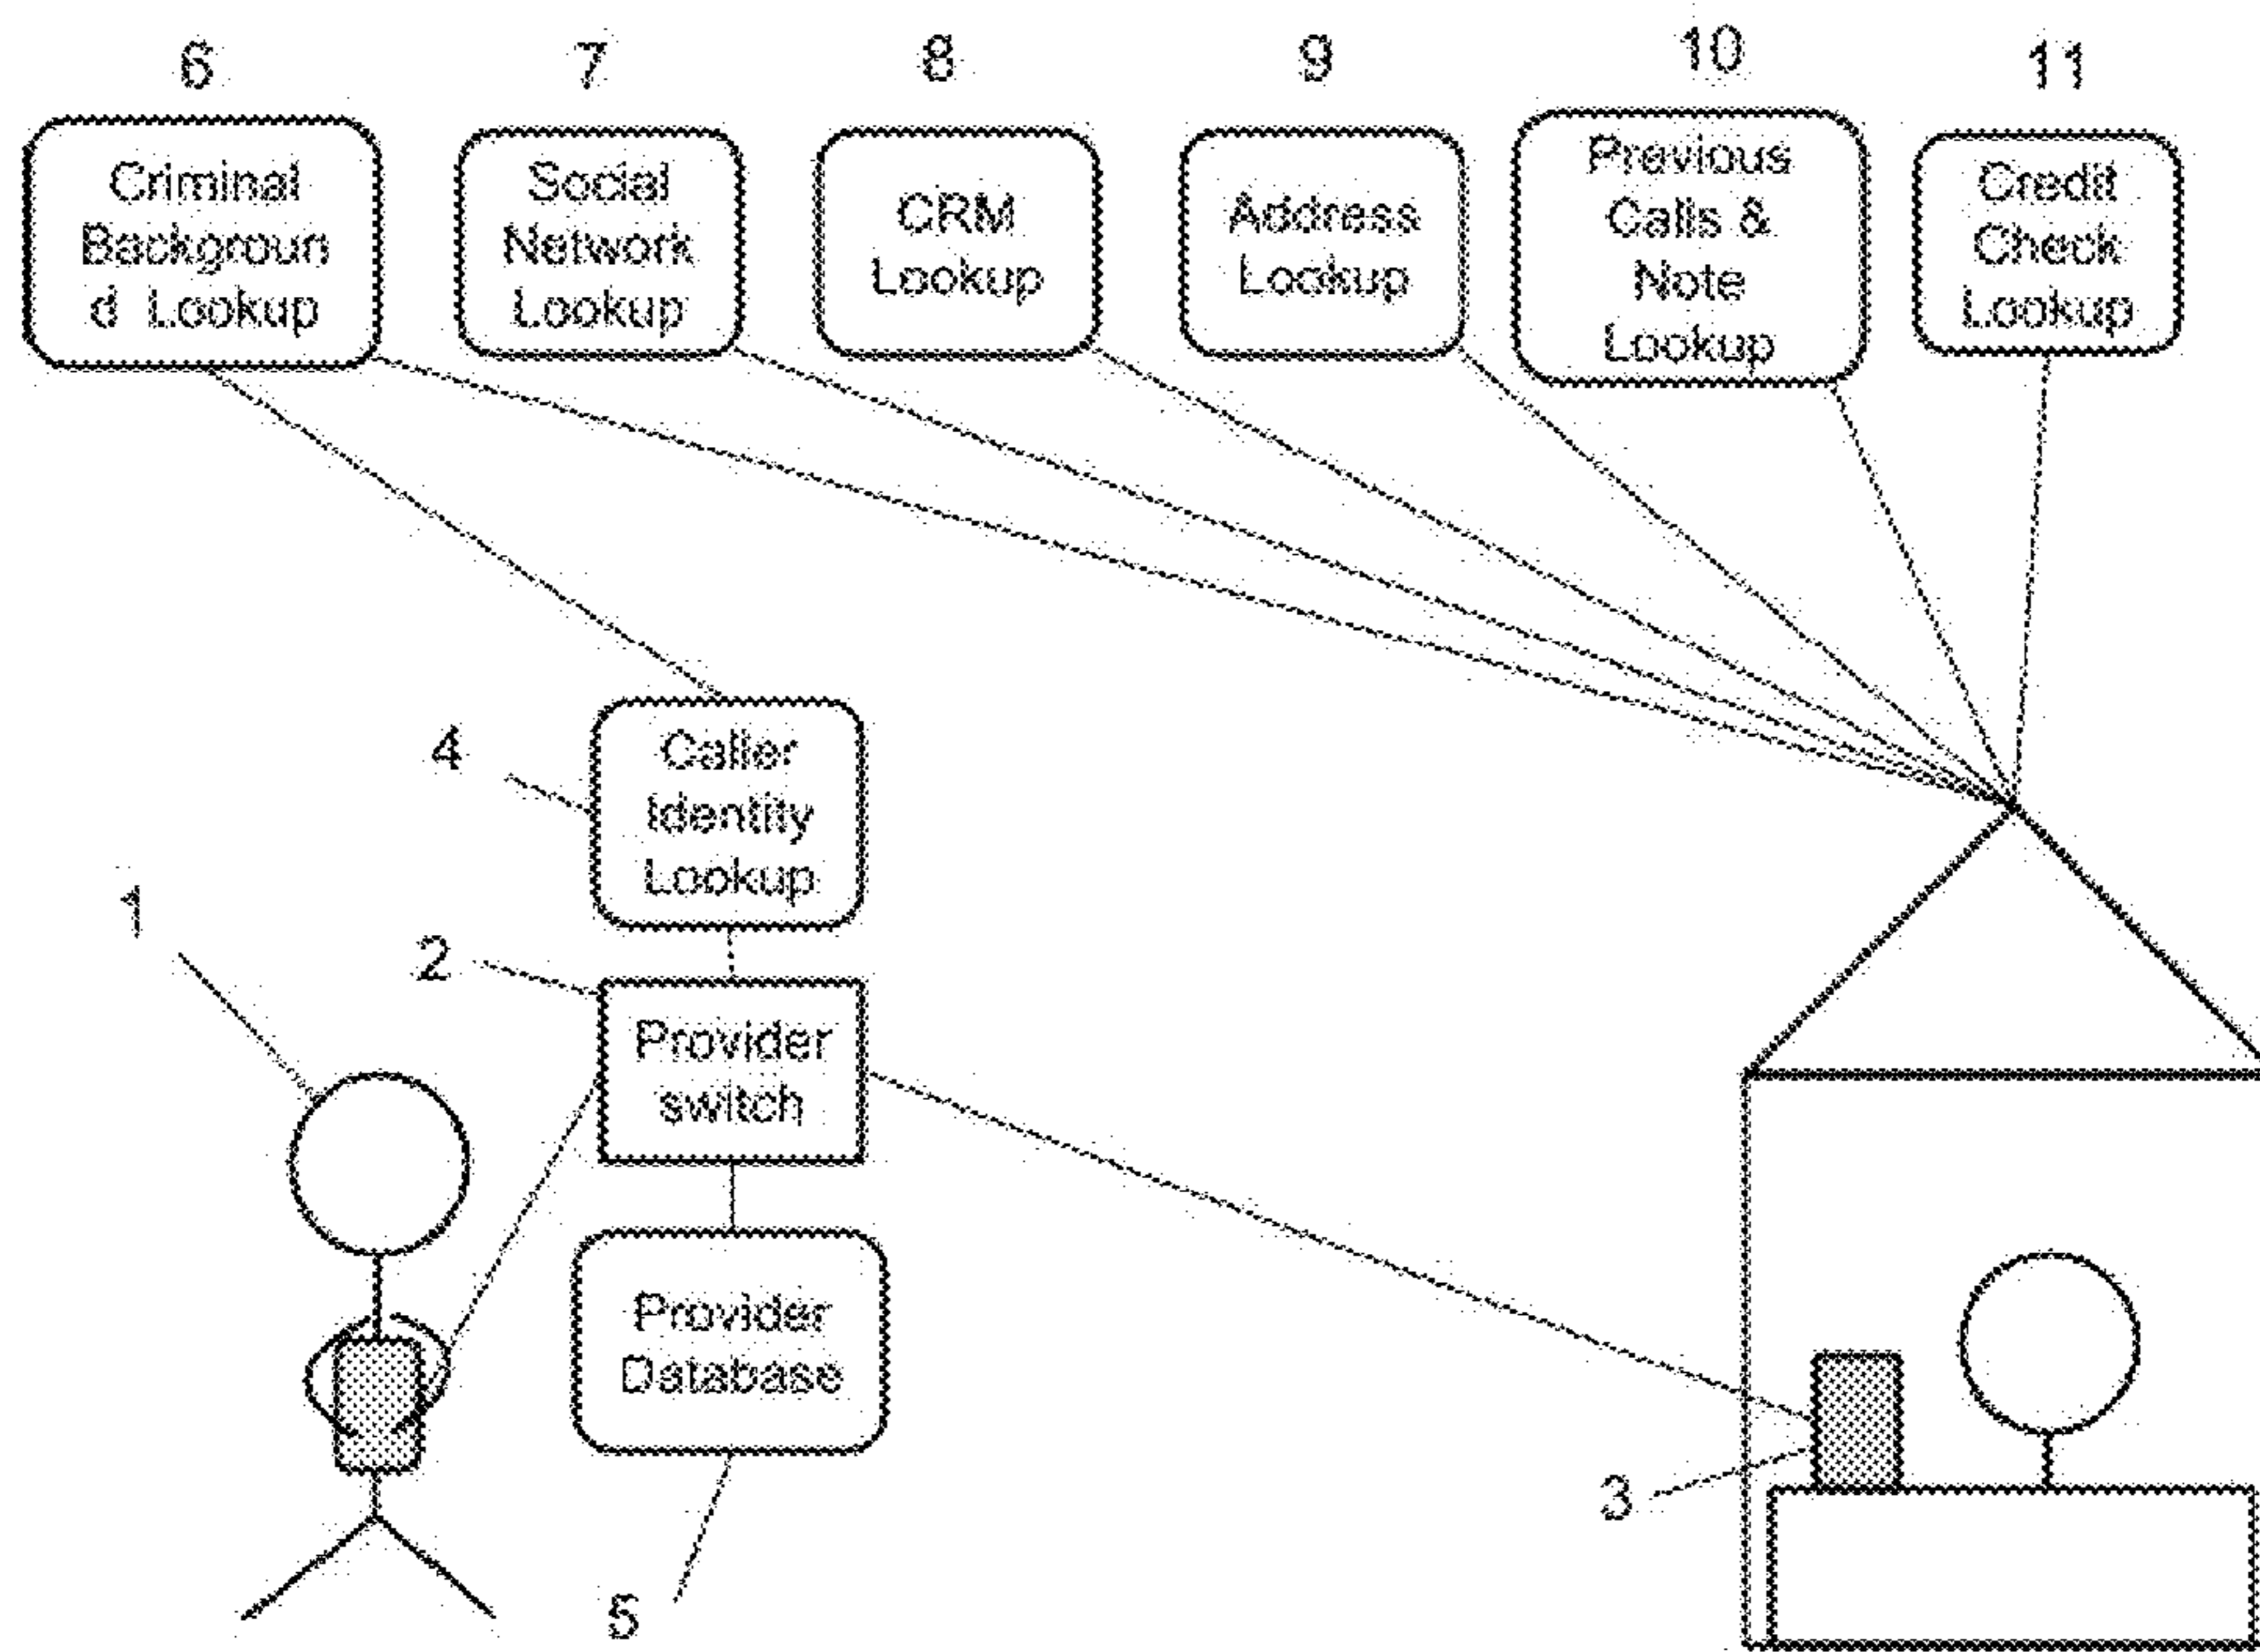 6
7
8
9
10
11
Criminal
Backgroun
d Lookup
Social
Network
Lookup
CRM
Lookup
Address
Lookup
Previous
Calls &
Note
Lookup
Credit
Check
Lookup
4
Caller
Identity
Lookup
1
2
Provider
switch
Provider
Database
3
5